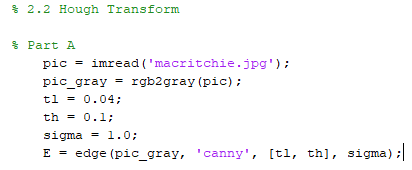 % 2.2 Hough Transform
% Part A
pic = imread('macritchie.jpg');
pic_gray = rgb2gray(pic);
tl = 0.04;
th = 0.1;
sigma = 1.0;
E = edge(pic_gray, 'canny', [tl, th], sigma);